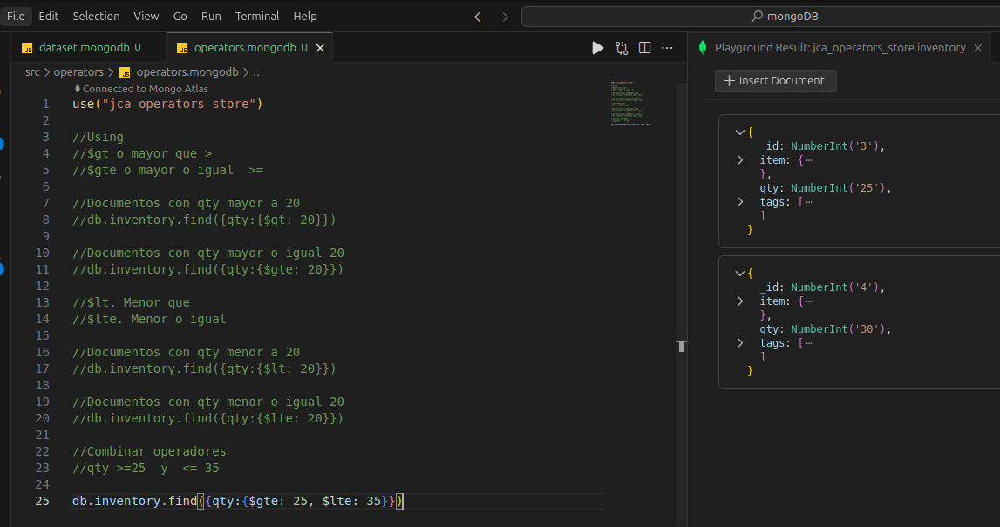 File Edit Selection View Go Run Terminal Help mongoDB
dataset.mongodb U operators.mongodb U Playground Result: jca_operators_store.inventory
src > operators > operators.mongodb > ...
Connected to Mongo Atlas
1 use("jca_operators_store")
2
3 //Using
4 //$gt o mayor que >
5 //$gte o mayor o igual  >=
6
7 //Documentos con qty mayor a 20
8 //db.inventory.find({qty:{$gt: 20}})
9
10 //Documentos con qty mayor o igual 20
11 //db.inventory.find({qty:{$gte: 20}})
12
13 //$lt. Menor que
14 //$lte. Menor o igual
15
16 //Documentos con qty menor a 20
17 //db.inventory.find({qty:{$lt: 20}})
18
19 //Documentos con qty menor o igual 20
20 //db.inventory.find({qty:{$lte: 20}})
21
22 //Combinar operadores
23 //qty >=25  y  <= 35
24
25 db.inventory.find({qty:{$gte: 25, $lte: 35}})
+ Insert Document
{
_id: NumberInt('3'),
item: {…
},
qty: NumberInt('25'),
tags: […
]
}
{
_id: NumberInt('4'),
item: {…
},
qty: NumberInt('30'),
tags: […
]
}